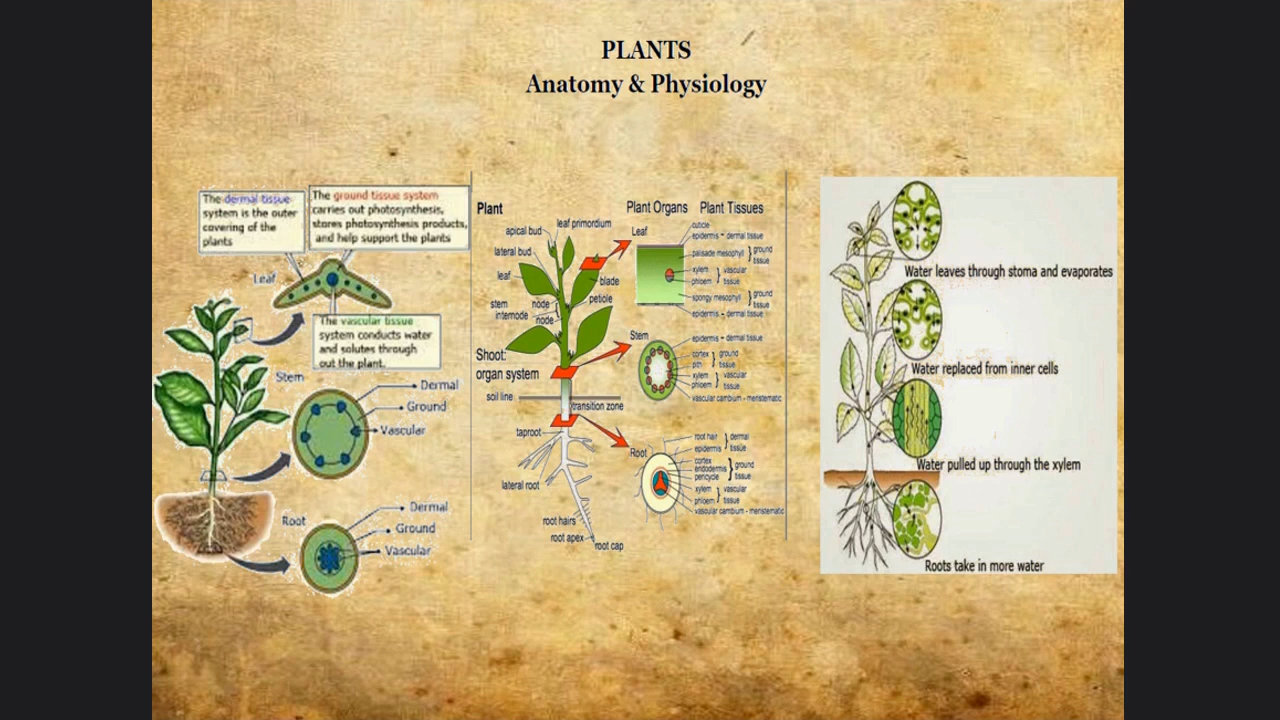 PLANTS
Anatomy & Physiology
The dermal tissue
system is the outer
covering of the
plants
The ground tissue system
carries out photosynthesis,
stores photosynthesis products,
and help support the plants
Leaf
The vascular tissue
system conducts water
and solutes through
out the plant.
Stem
Dermal
Ground
Vascular
Root
Dermal
Ground
Vascular
Plant
apical bud
leaf primordium
lateral bud
leaf
blade
petiole
stem
internode
node
node
Shoot:
organ system
soil line
transition zone
taproot
lateral root
root hairs
root apex
root cap
Plant Organs
Plant Tissues
Leaf
cuticle
epidermis - dermal tissue
palisade mesophyll
ground
tissue
xylem
phloem
vascular
tissue
spongy mesophyll
ground
tissue
epidermis - dermal tissue
Stem
epidermis - dermal tissue
cortex
pith
ground
tissue
xylem
phloem
vascular
tissue
vascular cambium - meristematic
Root
root hair
epidermis
dermal
tissue
cortex
endodermis
pericycle
ground
tissue
xylem
phloem
vascular
tissue
vascular cambium - meristematic
Water leaves through stoma and evaporates
Water replaced from inner cells
Water pulled up through the xylem
Roots take in more water